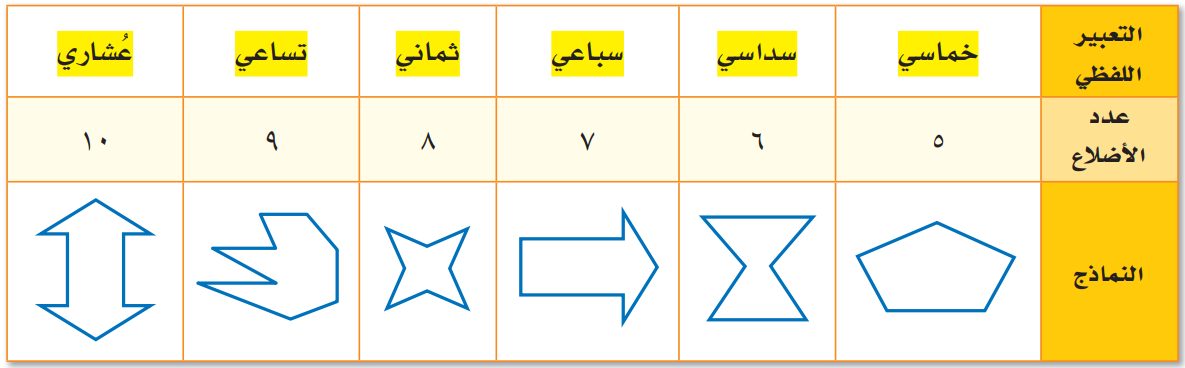 التعبير
اللفظي
خماسي
سداسي
سباعي
ثماني
تساعي
عُشاري
عدد
الأضلاع
٥
٦
٧
٨
٩
١٠
النماذج